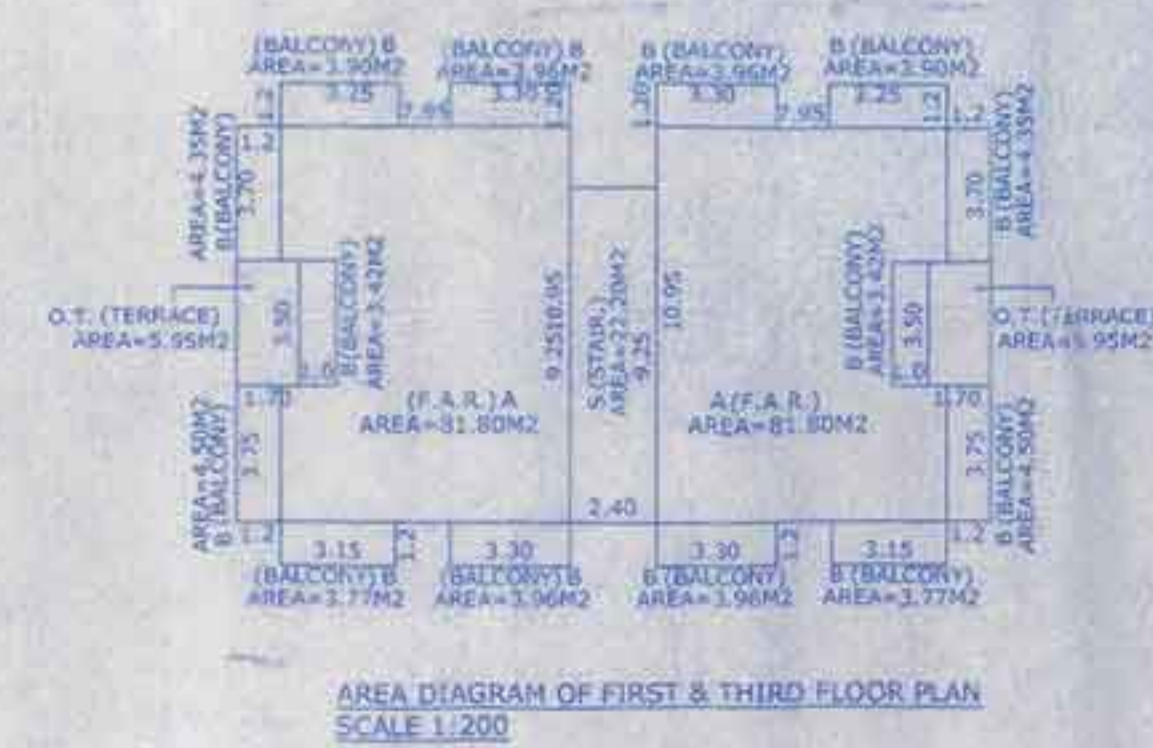 (BALCONY) B
AREA=3.90M2
(BALCONY) B
AREA=3.96M2
B (BALCONY)
AREA=3.96M2
B (BALCONY)
AREA=3.90M2
3.25
3.30
3.30
3.25
1.2
7.95
1.20
1.20
7.95
1.2
1.2
1.2
AREA=4.35M2
B(BALCONY)
3.70
3.70
B (BALCONY)
AREA=4.35M2
O.T. (TERRACE)
AREA=5.95M2
3.50
B(BALCONY)
AREA=3.42M2
9.25
10.95
S.(STAIR)
AREA=22.20M2
9.25
10.95
B (BALCONY)
AREA=3.42M2
3.50
O.T.(TERRACE)
AREA=5.95M2
1.70
(F.A.R.) A
AREA=81.80M2
A(F.A.R.)
AREA=81.80M2
1.70
AREA=4.50M2
B (BALCONY)
3.75
3.75
B (BALCONY)
AREA=4.50M2
1.2
2.40
1.2
3.15
1.2
3.30
3.30
1.2
3.15
(BALCONY) B
AREA=3.77M2
(BALCONY) B
AREA=3.96M2
B (BALCONY)
AREA=3.96M2
B (BALCONY)
AREA=3.77M2
AREA DIAGRAM OF FIRST & THIRD FLOOR PLAN
SCALE 1:200